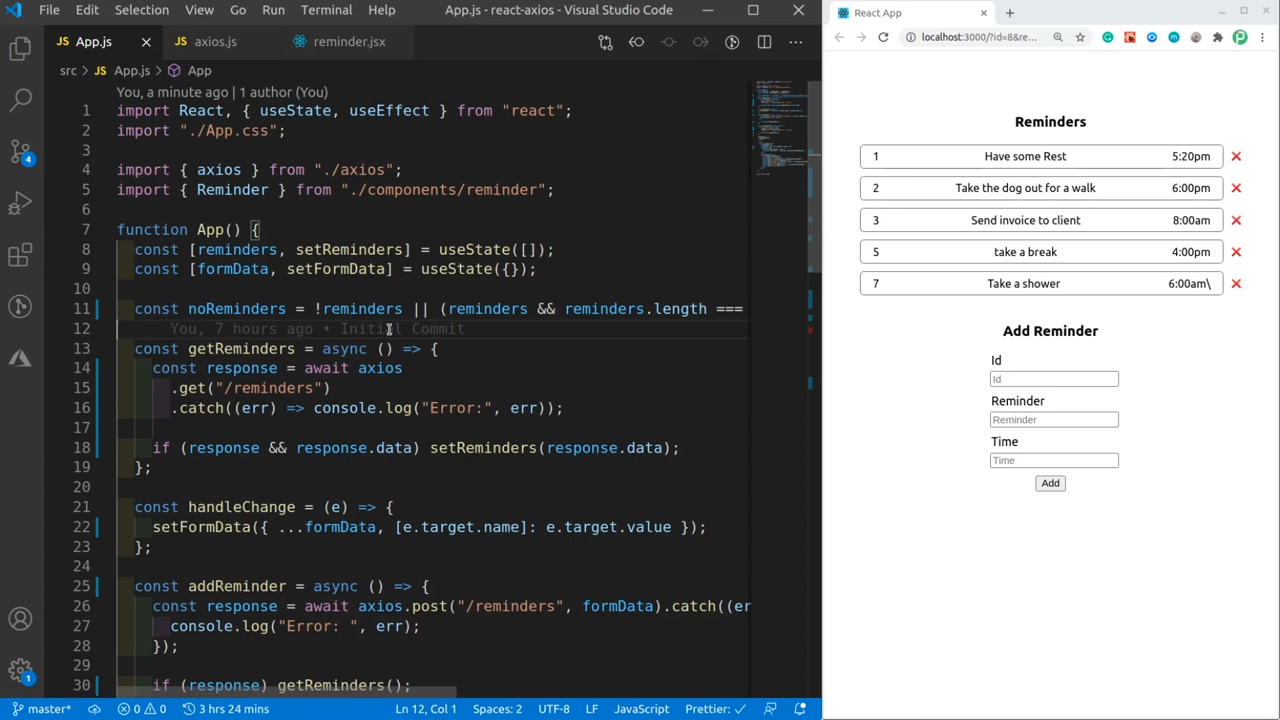 File Edit Selection View Go Run Terminal Help App.js - react-axios - Visual Studio Code
JS App.js
JS axios.js
reminder.jsx
src > JS App.js > App
You, a minute ago | 1 author (You)
1 import React, { useState, useEffect } from "react";
2 import "./App.css";
3
4 import { axios } from "./axios";
5 import { Reminder } from "./components/reminder";
6
7 function App() {
8 const [reminders, setReminders] = useState([]);
9 const [formData, setFormData] = useState({});
10
11 const noReminders = !reminders || (reminders && reminders.length ===
12 You, 7 hours ago • Initial Commit
13 const getReminders = async () => {
14 const response = await axios
15 .get("/reminders")
16 .catch((err) => console.log("Error:", err));
17
18 if (response && response.data) setReminders(response.data);
19 };
20
21 const handleChange = (e) => {
22 setFormData({ ...formData, [e.target.name]: e.target.value });
23 };
24
25 const addReminder = async () => {
26 const response = await axios.post("/reminders", formData).catch((er
27 console.log("Error: ", err);
28 });
29
30 if (response) getReminders();
4
1
master* 0 0 3 hrs 24 mins Ln 12, Col 1 Spaces: 2 UTF-8 LF JavaScript Prettier: ✓
React App
localhost:3000/?id=8&re...
Reminders
1 Have some Rest 5:20pm
2 Take the dog out for a walk 6:00pm
3 Send invoice to client 8:00am
5 take a break 4:00pm
7 Take a shower 6:00am\
Add Reminder
Id
Id
Reminder
Reminder
Time
Time
Add